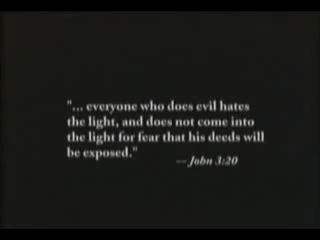 "... everyone who does evil hates
the light, and does not come into
the light for fear that his deeds will
be exposed."
-- John 3:20